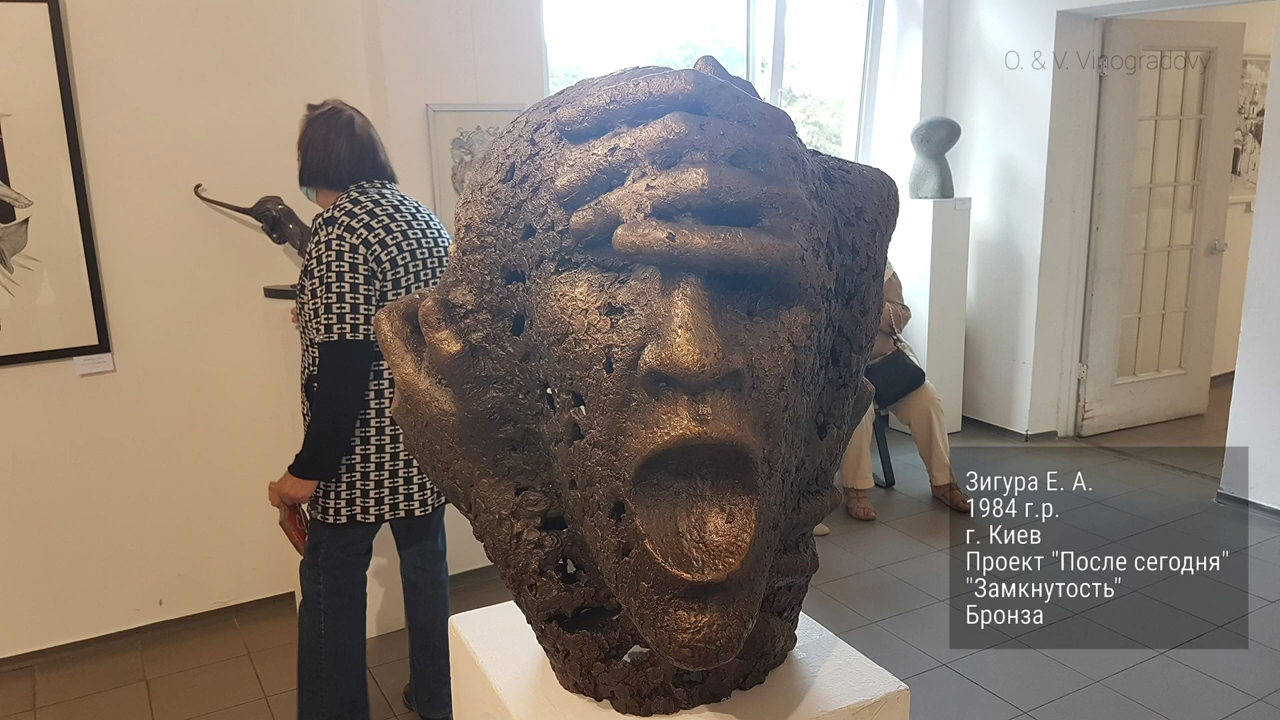 O. & V. Vinogradovy
Зигура Е. А.
1984 г.р.
г. Киев
Проект "После сегодня"
"Замкнутость"
Бронза